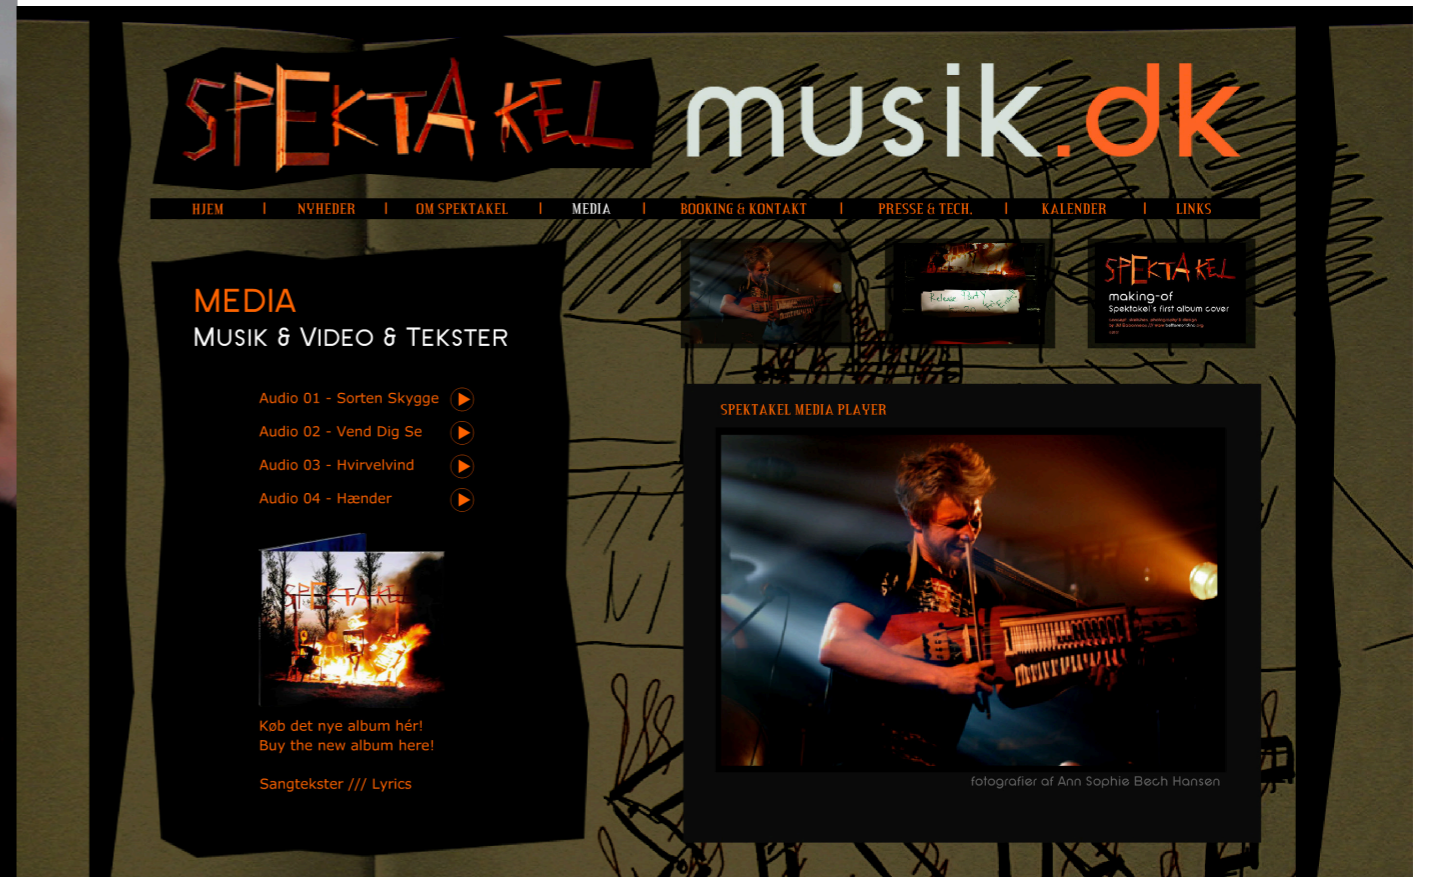 SPEKTAKEL musik.dk
HJEM | NYHEDER | OM SPEKTAKEL | MEDIA | BOOKING & KONTAKT | PRESSE & TECH. | KALENDER | LINKS
MEDIA
MUSIK & VIDEO & TEKSTER
Audio 01 - Sorten Skygge
Audio 02 - Vend Dig Se
Audio 03 - Hvirvelvind
Audio 04 - Hænder
SPEKTAKEL
Køb det nye album hér!
Buy the new album here!
Sangtekster /// Lyrics
Release Party
SPEKTAKEL
making-of
Spektakel's first album cover
SPEKTAKEL MEDIA PLAYER
fotografier af Ann Sophie Bech Hansen